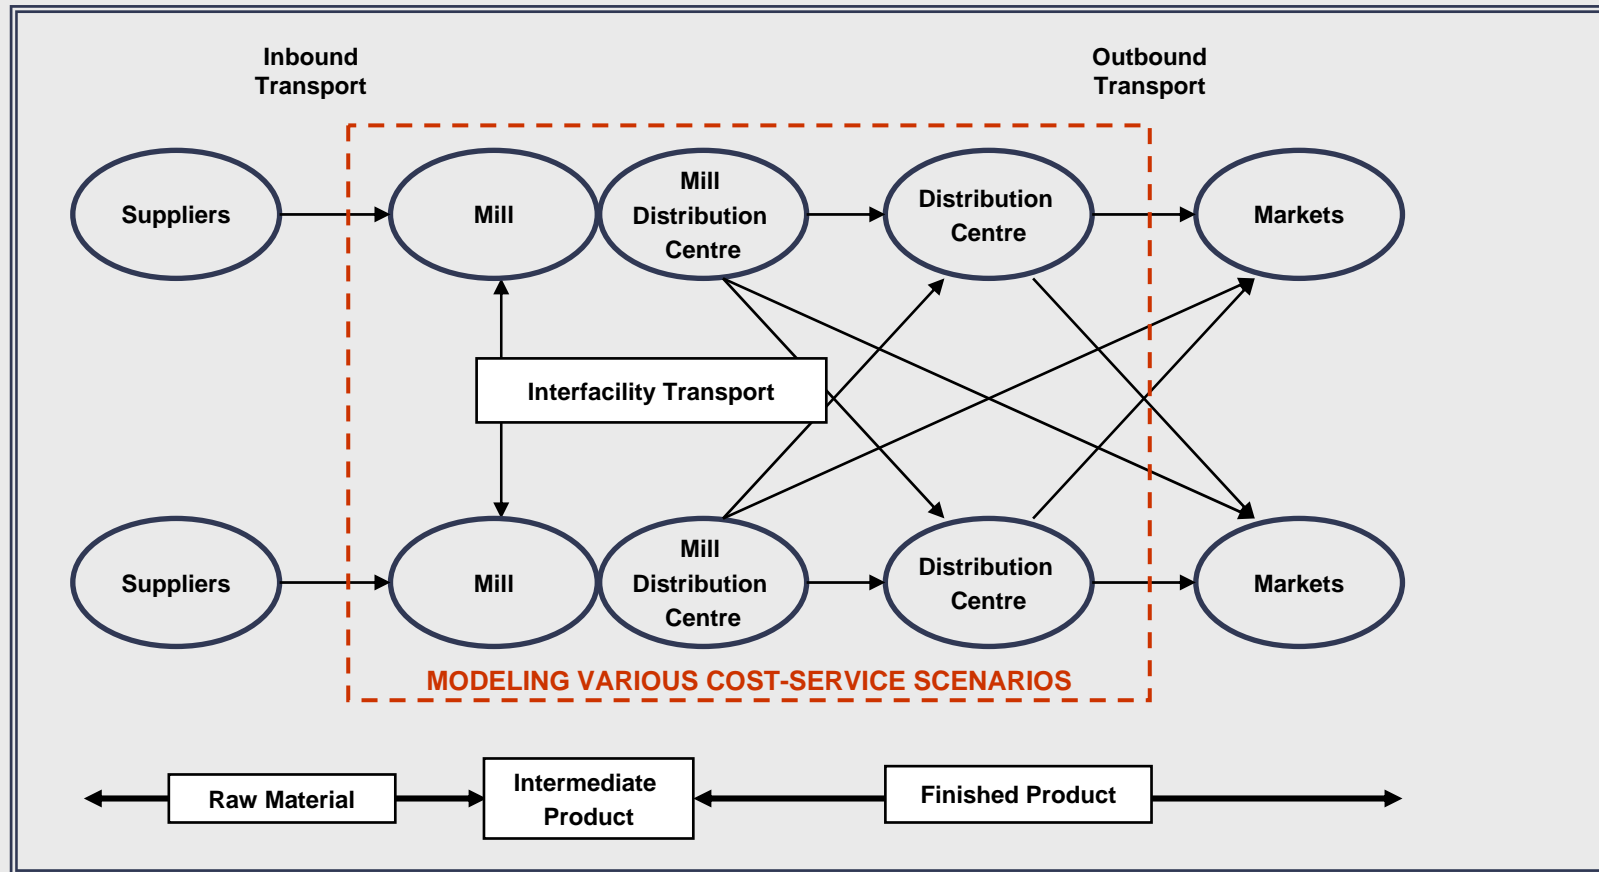 Inbound
Transport
Outbound
Transport
Suppliers
Mill
Mill
Distribution
Centre
Distribution
Centre
Markets
Interfacility Transport
Suppliers
Mill
Mill
Distribution
Centre
Distribution
Centre
Markets
MODELING VARIOUS COST-SERVICE SCENARIOS
Raw Material
Intermediate
Product
Finished Product